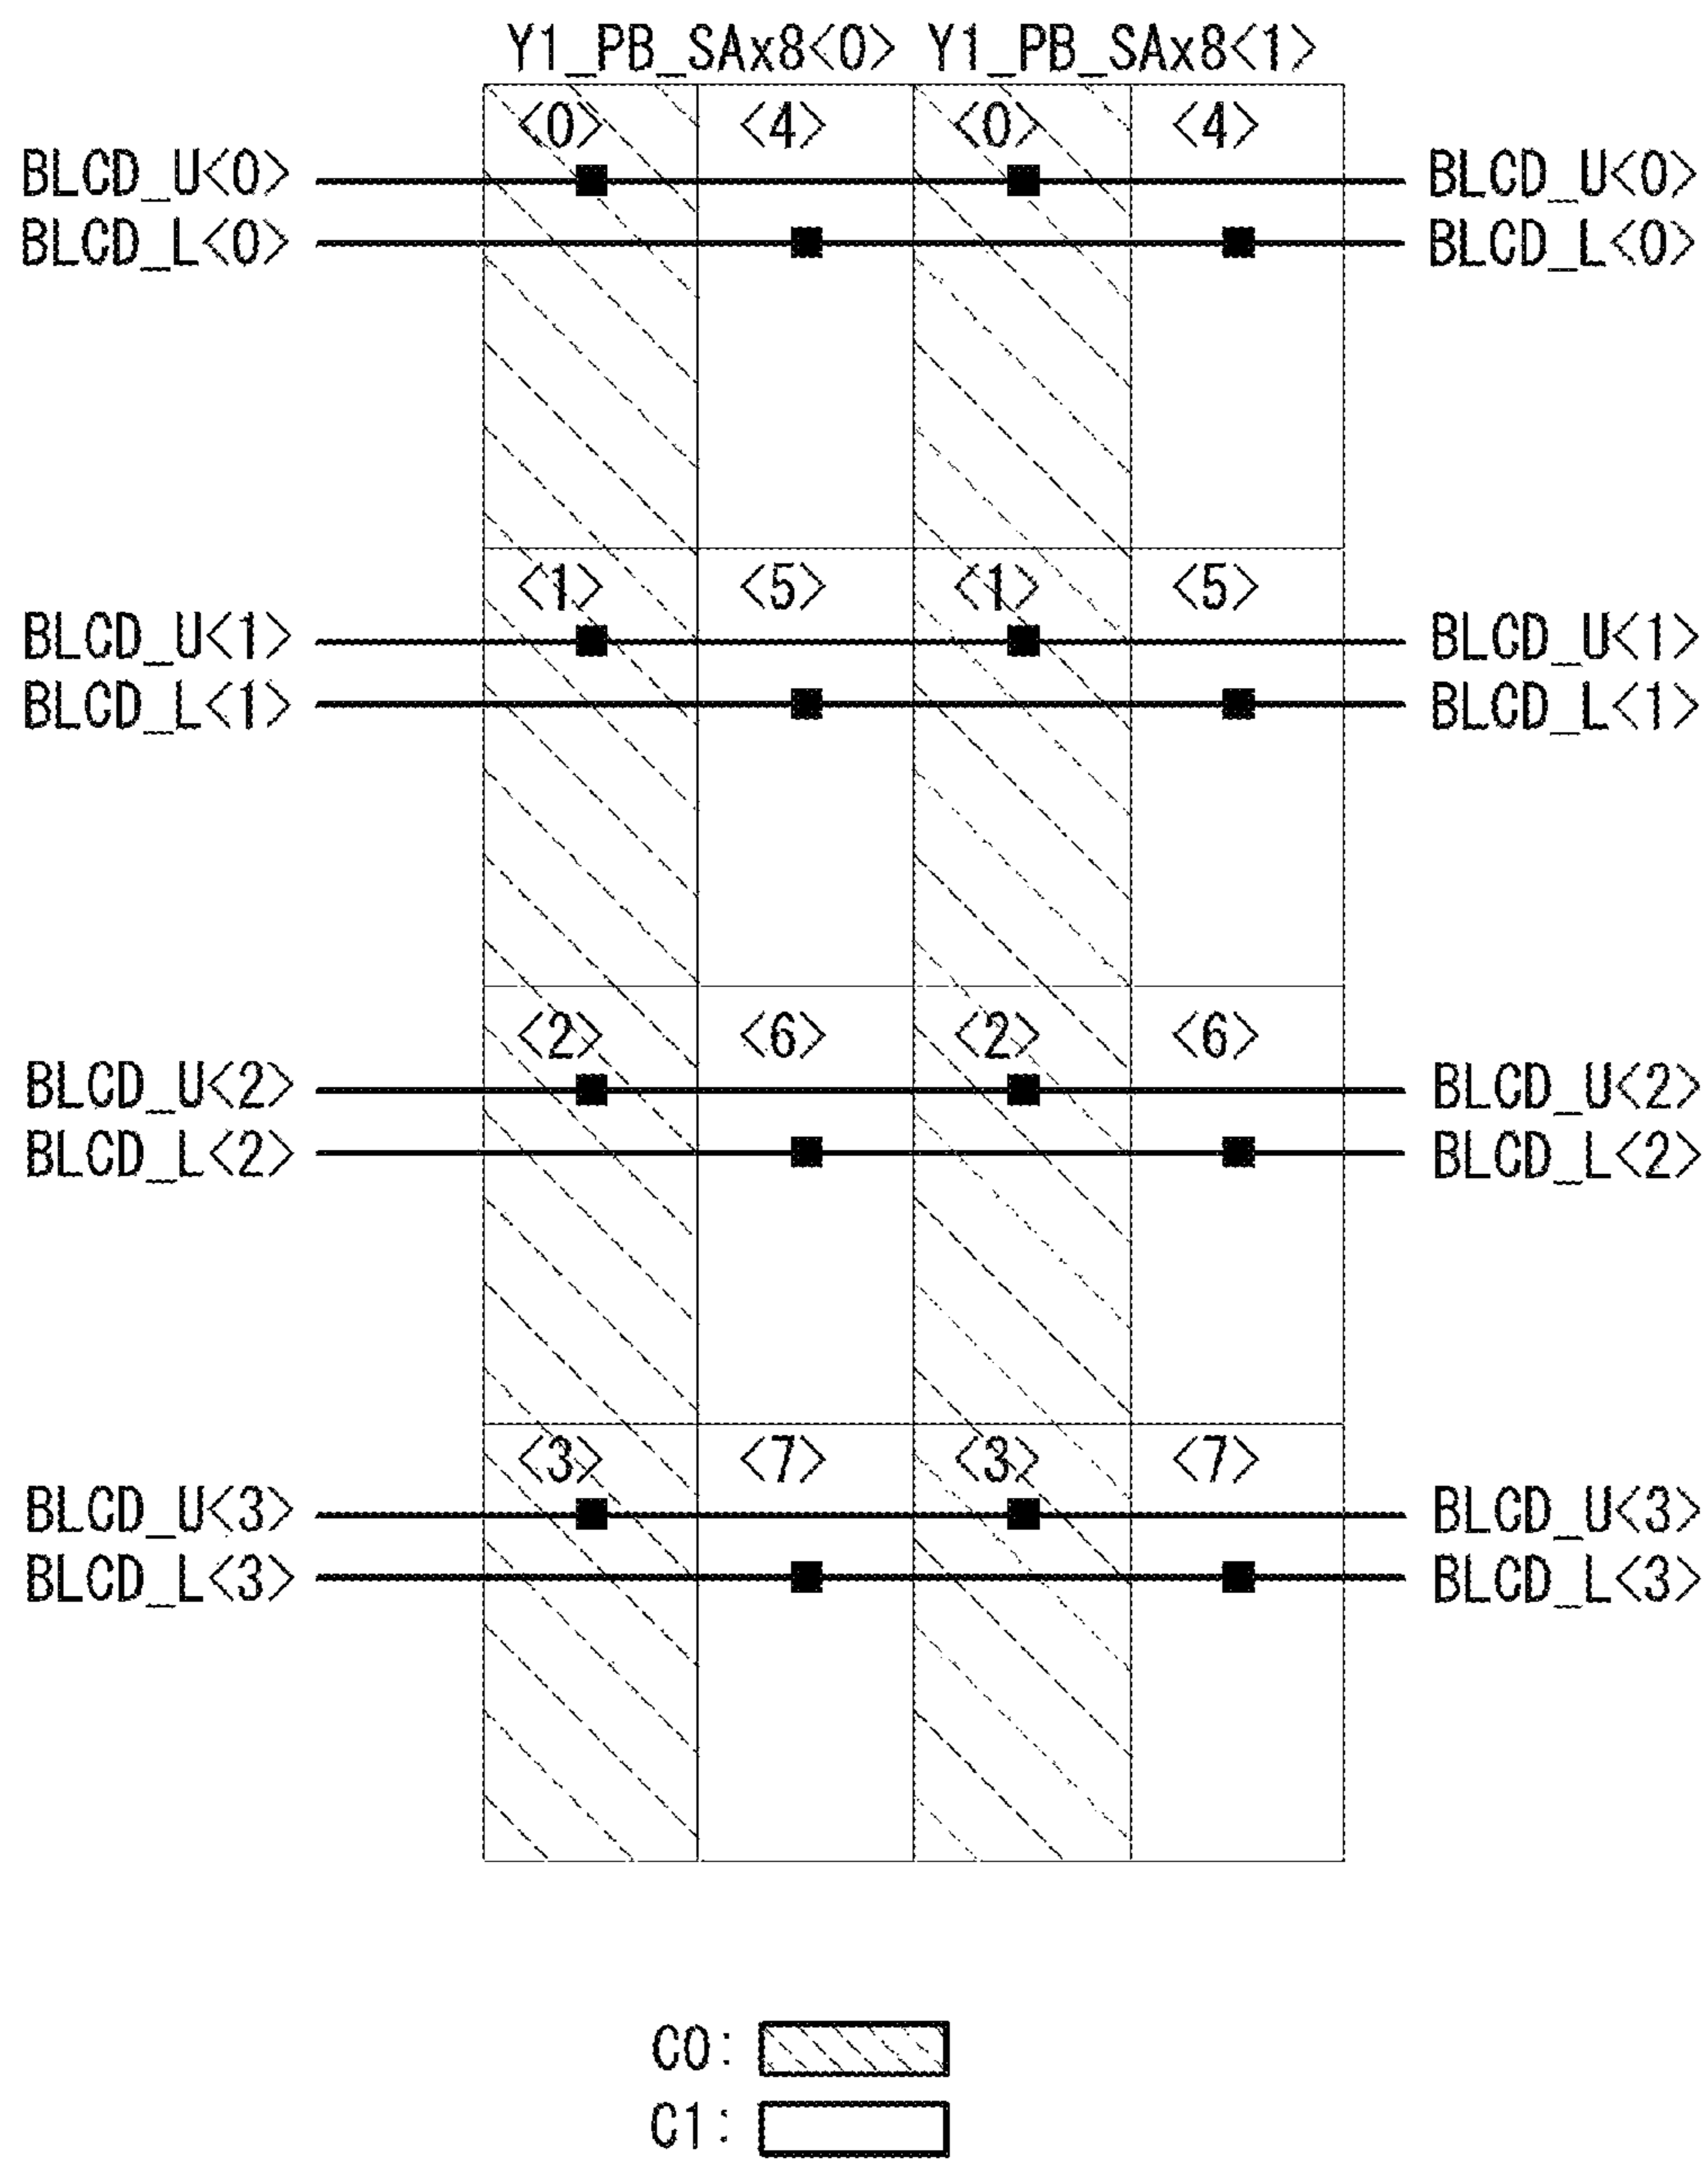 Y1_PB_SAx8<0> Y1_PB_SAx8<1>
<0> <4> <0> <4>
BLCD_U<0> BLCD_U<0>
BLCD_L<0> BLCD_L<0>
<1> <5> <1> <5>
BLCD_U<1> BLCD_U<1>
BLCD_L<1> BLCD_L<1>
<2> <6> <2> <6>
BLCD_U<2> BLCD_U<2>
BLCD_L<2> BLCD_L<2>
<3> <7> <3> <7>
BLCD_U<3> BLCD_U<3>
BLCD_L<3> BLCD_L<3>
C0:
C1: